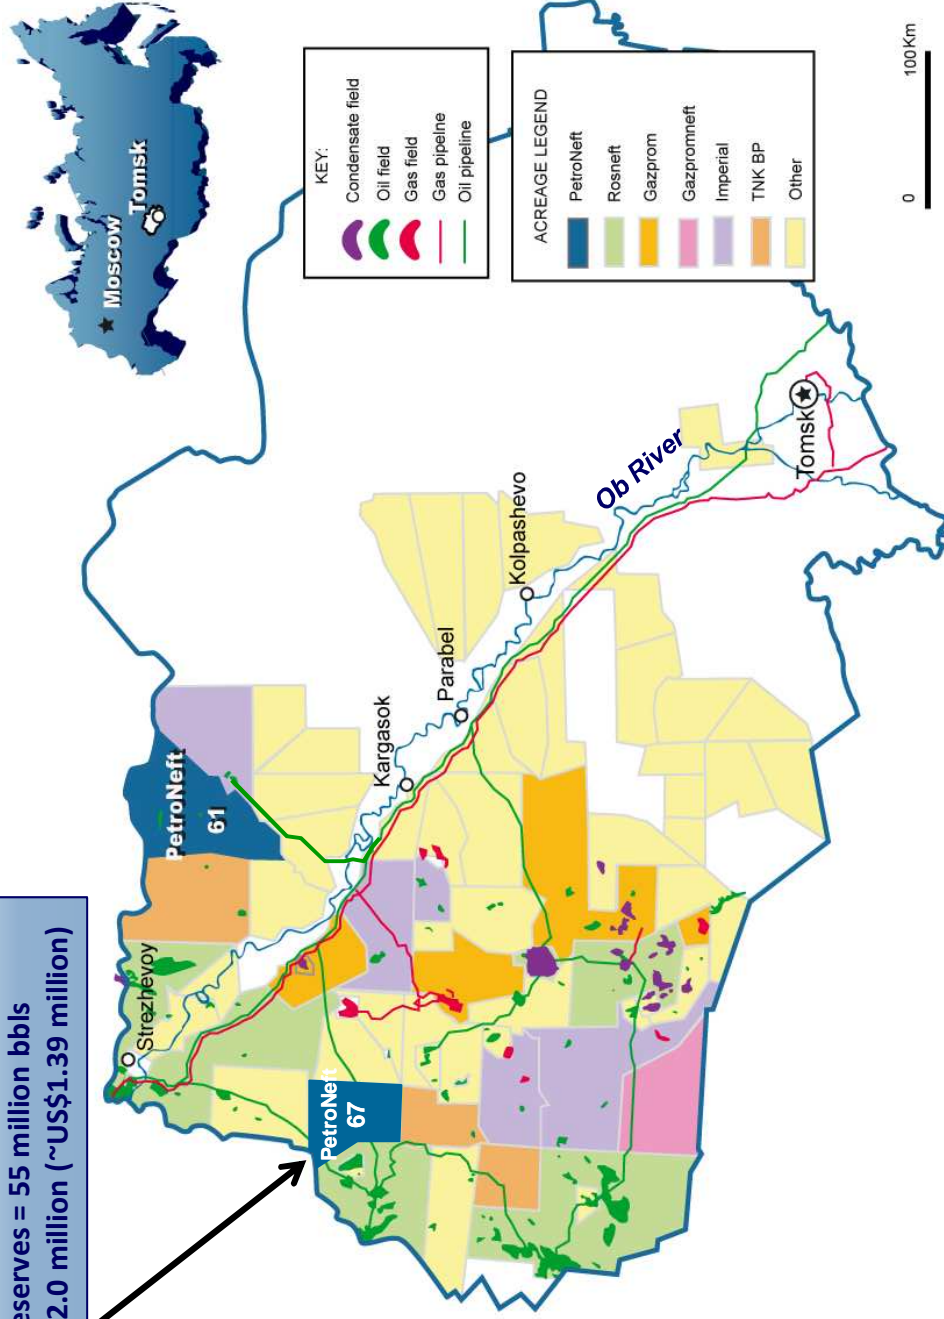 eserves = 55 million bbls
2.0 million (~US$1.39 million)
Moscow
Tomsk
KEY:
Condensate field
Oil field
Gas field
Gas pipelne
Oil pipeline
ACREAGE LEGEND
PetroNeft
Rosneft
Gazprom
Gazpromneft
Imperial
TNK BP
Other
0
100Km
Strezhevoy
PetroNeft
61
PetroNeft
67
Kargasok
Parabel
Kolpashevo
Ob River
Tomsk